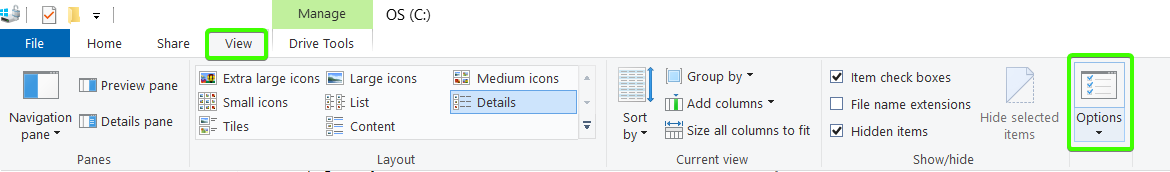 Manage
OS (C:)
File
Home
Share
View
Drive Tools
Navigation
pane
Preview pane
Details pane
Panes
Extra large icons
Large icons
Medium icons
Small icons
List
Details
Tiles
Content
Layout
Sort
by
Group by
Add columns
Size all columns to fit
Current view
Item check boxes
File name extensions
Hidden items
Hide selected
items
Show/hide
Options